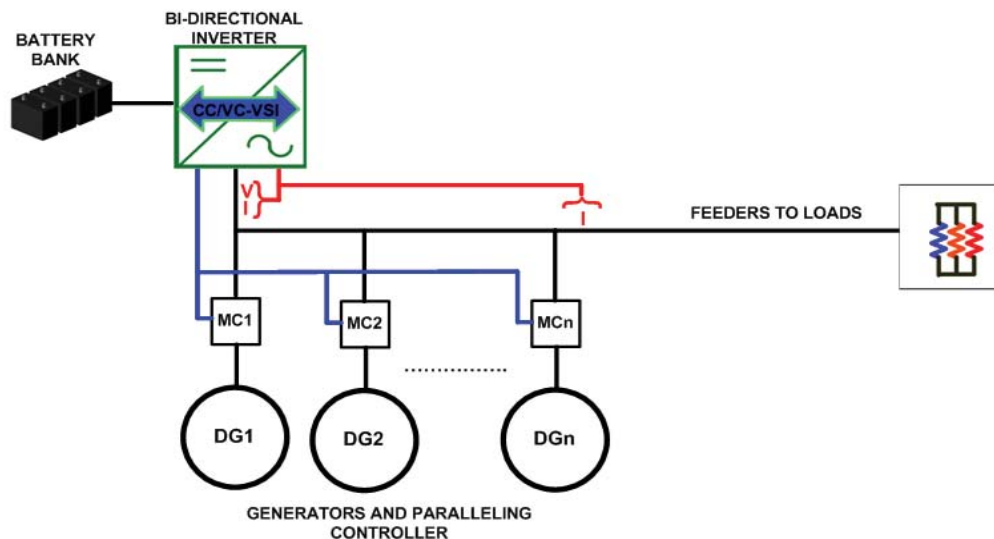 BI-DIRECTIONAL
INVERTER
BATTERY
BANK
CC/VC-VSI
V
I
I
FEEDERS TO LOADS
MC1
MC2
MCn
DG1
DG2
DGn
GENERATORS AND PARALLELING
CONTROLLER